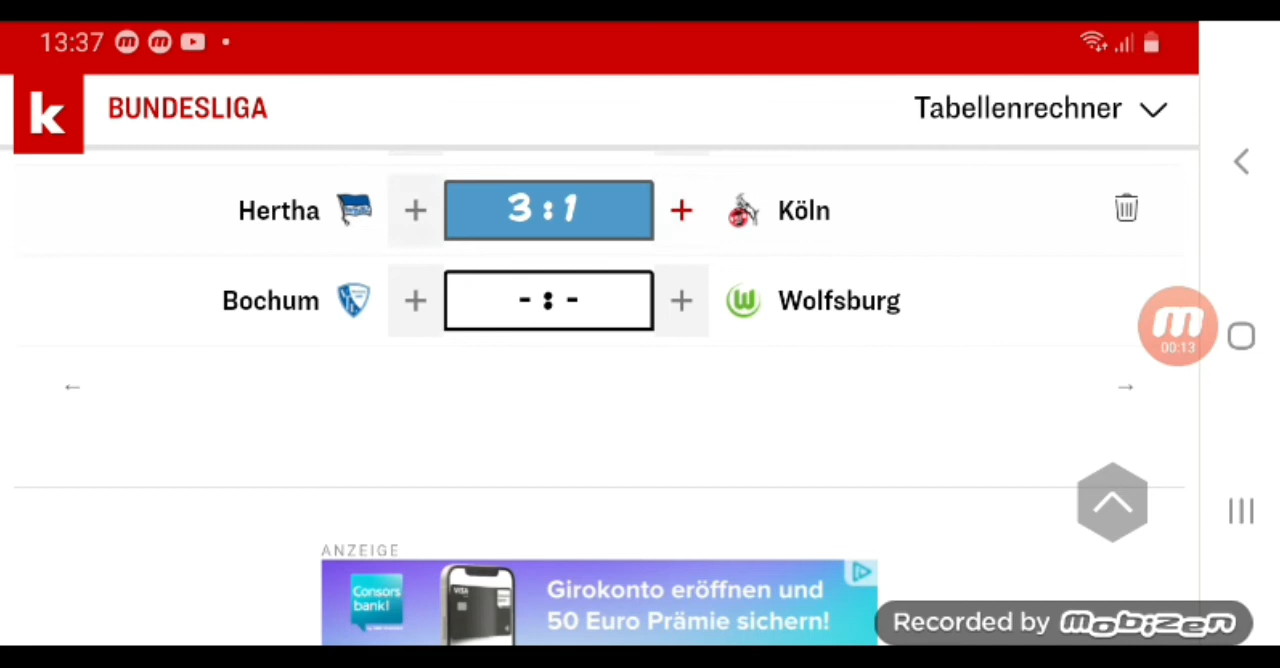 13:37
k BUNDESLIGA Tabellenrechner
Hertha + 3:1 + Köln
Bochum + -:- + Wolfsburg
← →
00:13
ANZEIGE
Consors
bank!
VISA
Girokonto eröffnen und
50 Euro Prämie sichern!
Recorded by mobizen